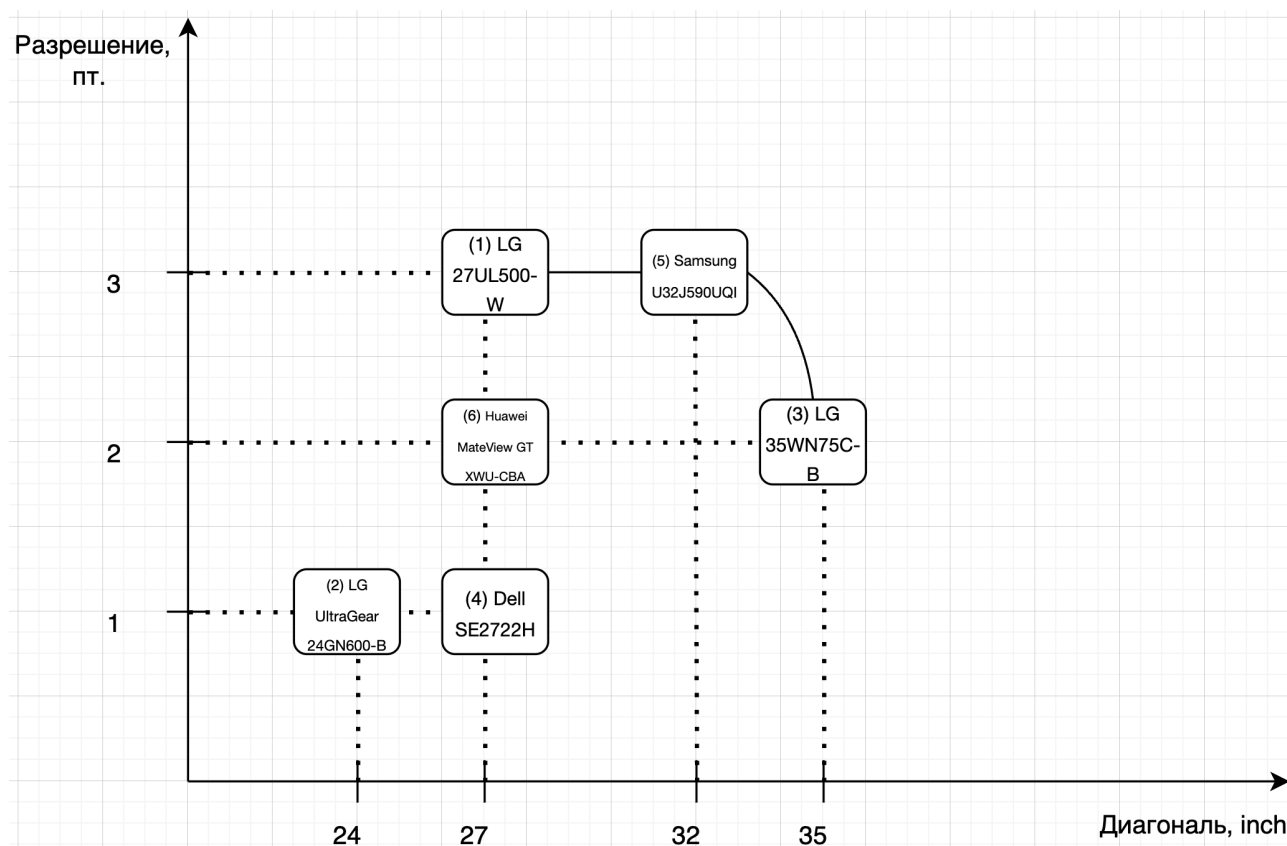 Разрешение,
пт.
3
(1) LG
27UL500-
W
(5) Samsung
U32J590UQI
2
(6) Huawei
MateView GT
XWU-CBA
(3) LG
35WN75C-
B
1
(2) LG
UltraGear
24GN600-B
(4) Dell
SE2722H
24
27
32
35
Диагональ, inch